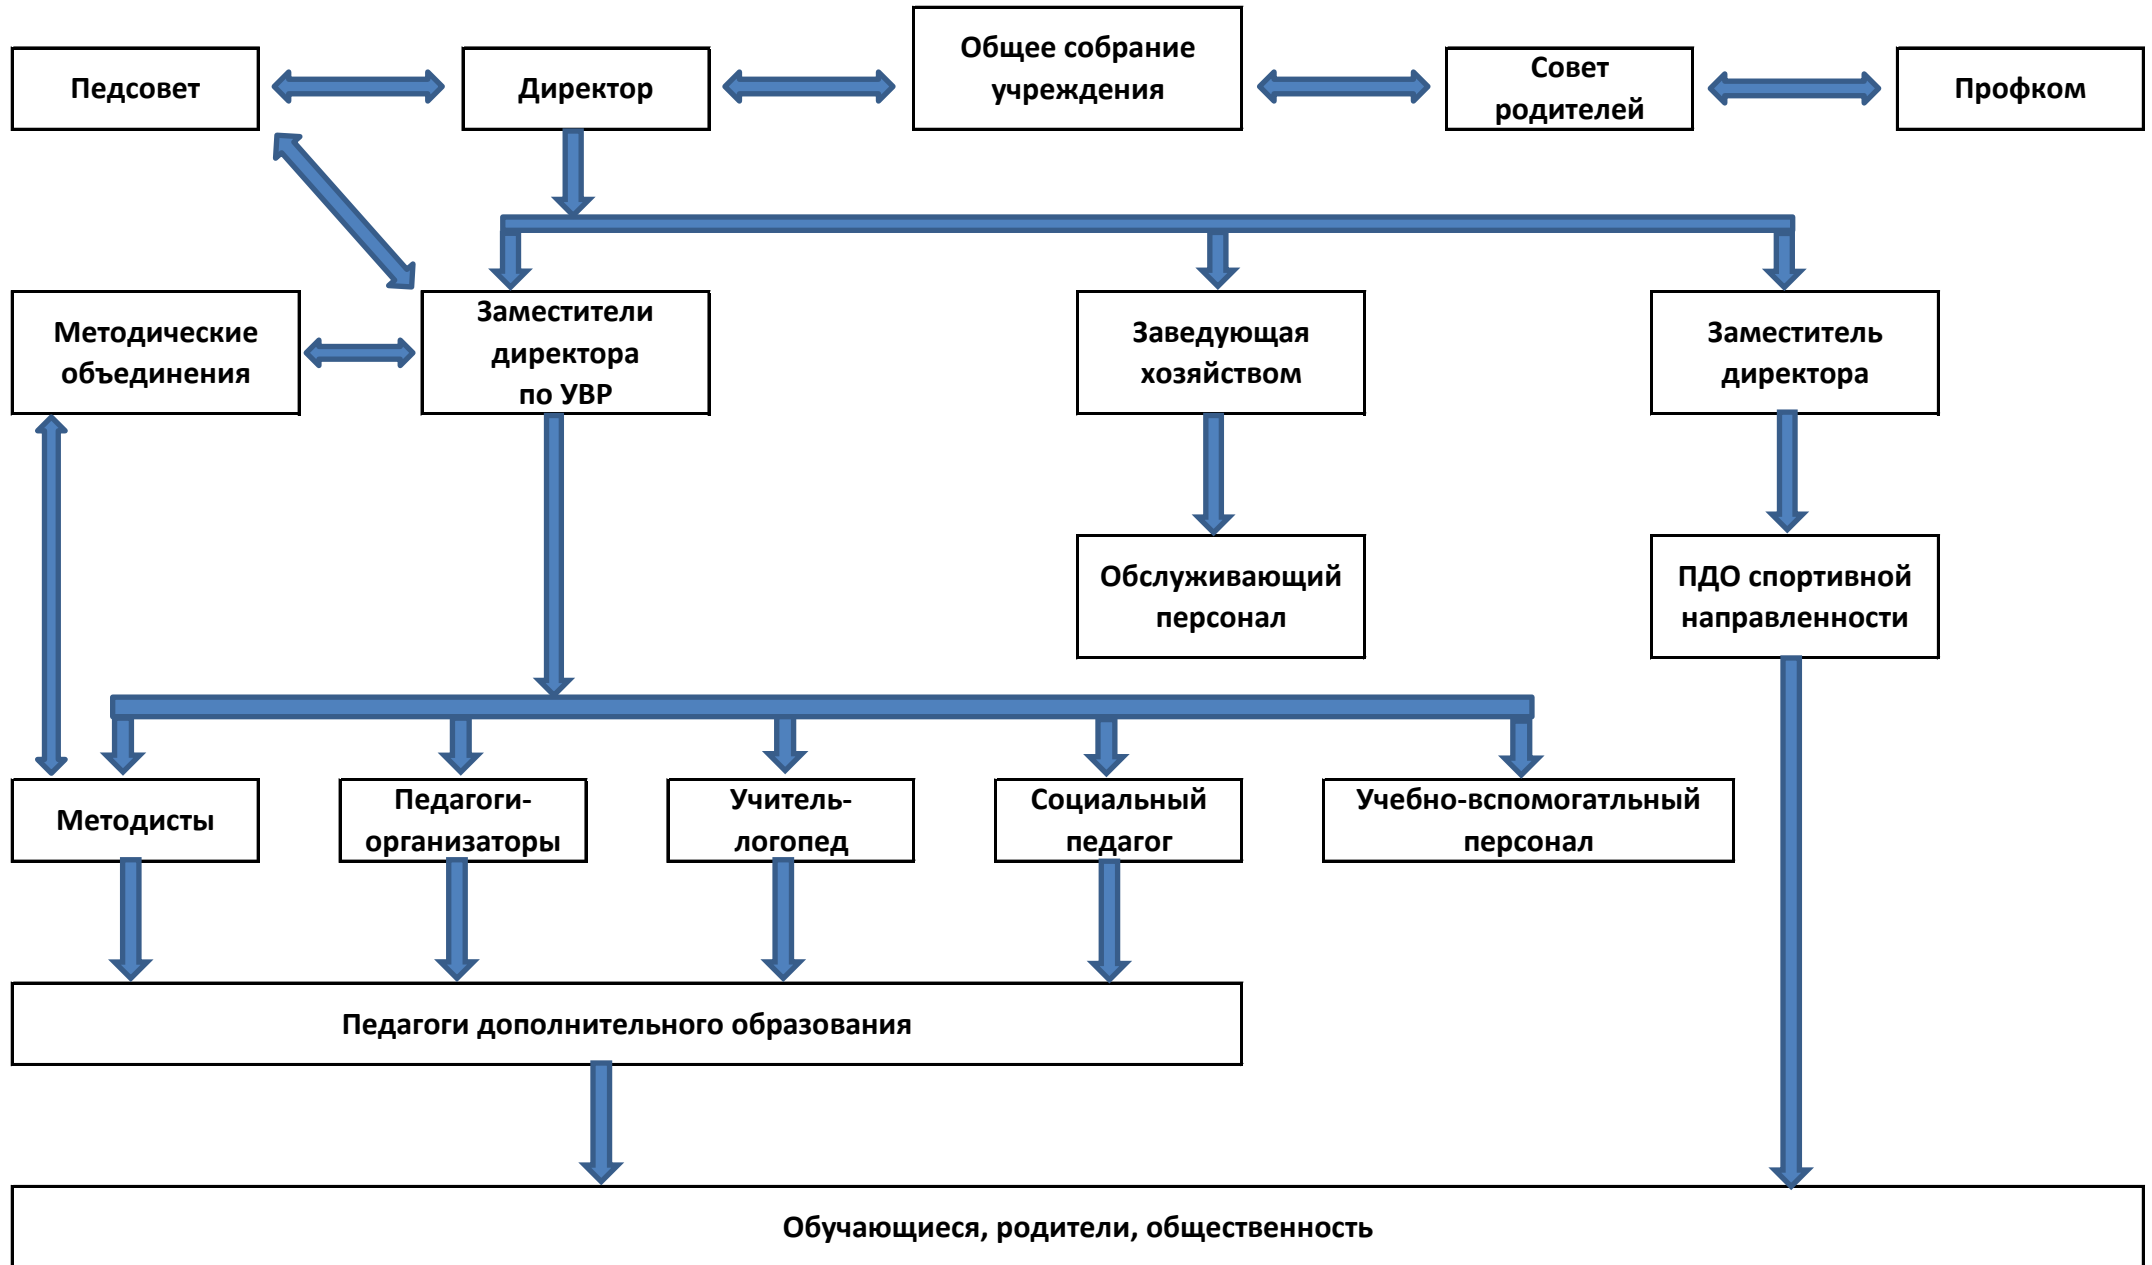 Педсовет
Директор
Общее собрание
учреждения
Совет
родителей
Профком
Методические
объединения
Заместители
директора
по УВР
Заведующая
хозяйством
Заместитель
директора
Обслуживающий
персонал
ПДО спортивной
направленности
Методисты
Педагоги-
организаторы
Учитель-
логопед
Социальный
педагог
Учебно-вспомогатльный
персонал
Педагоги дополнительного образования
Обучающиеся, родители, общественность